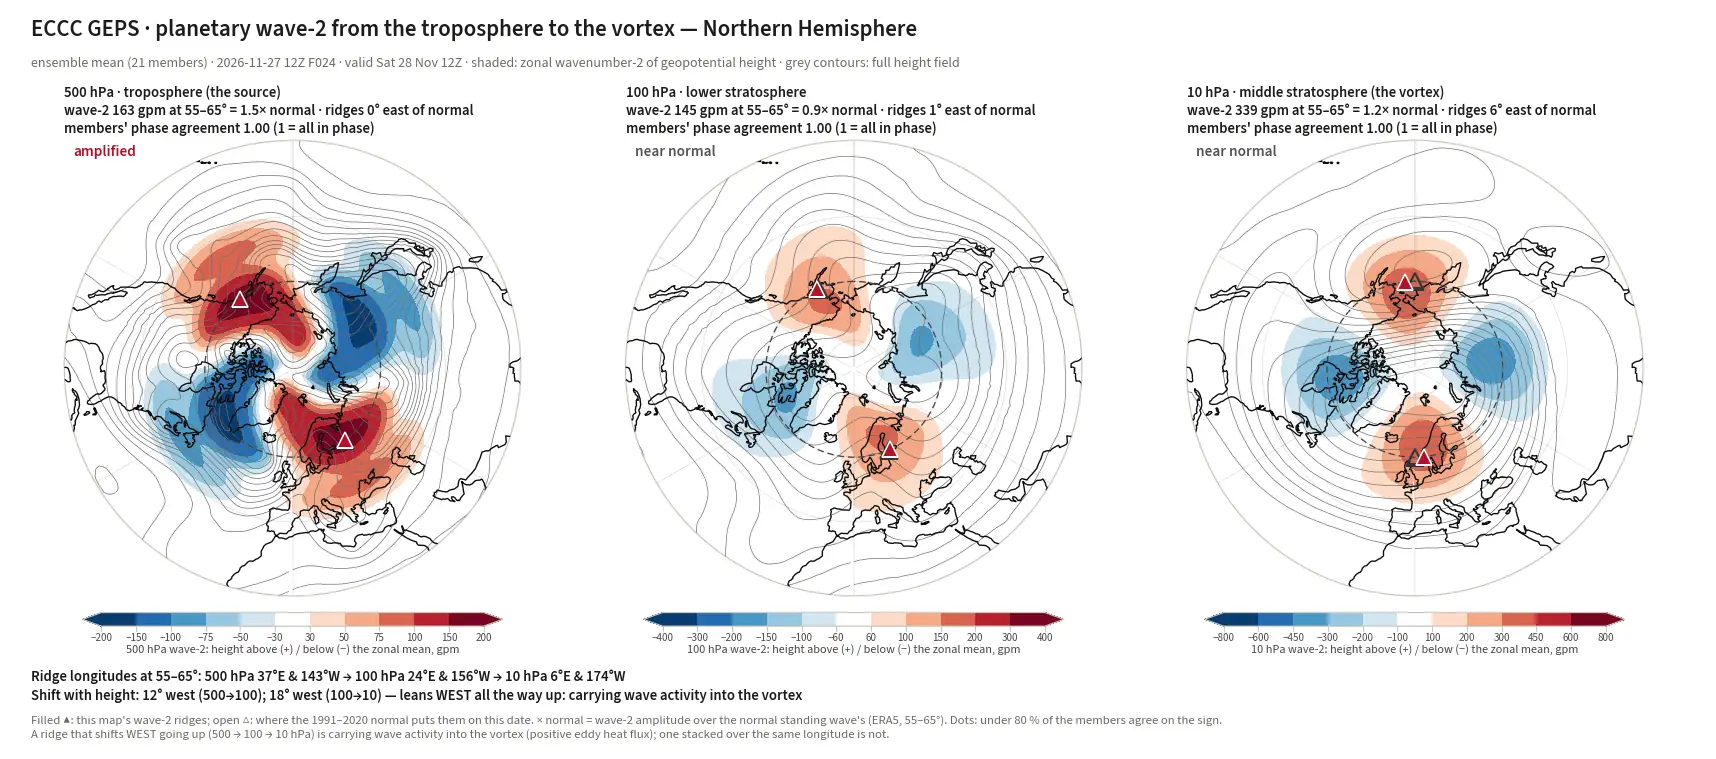 ECCC GEPS · planetary wave-2 from the troposphere to the vortex — Northern Hemisphere
ensemble mean (21 members) · 2026-11-27 12Z F024 · valid Sat 28 Nov 12Z · shaded: zonal wavenumber-2 of geopotential height · grey contours: full height field
500 hPa · troposphere (the source)
wave-2 163 gpm at 55–65° = 1.5× normal · ridges 0° east of normal
members' phase agreement 1.00 (1 = all in phase)
amplified
100 hPa · lower stratosphere
wave-2 145 gpm at 55–65° = 0.9× normal · ridges 1° east of normal
members' phase agreement 1.00 (1 = all in phase)
near normal
10 hPa · middle stratosphere (the vortex)
wave-2 339 gpm at 55–65° = 1.2× normal · ridges 6° east of normal
members' phase agreement 1.00 (1 = all in phase)
near normal
−200 −150 −100 −75 −50 −30 30 50 75 100 150 200
500 hPa wave-2: height above (+) / below (−) the zonal mean, gpm
−400 −300 −200 −150 −100 −60 60 100 150 200 300 400
100 hPa wave-2: height above (+) / below (−) the zonal mean, gpm
−800 −600 −450 −300 −200 −100 100 200 300 450 600 800
10 hPa wave-2: height above (+) / below (−) the zonal mean, gpm
Ridge longitudes at 55–65°: 500 hPa 37°E & 143°W → 100 hPa 24°E & 156°W → 10 hPa 6°E & 174°W
Shift with height: 12° west (500→100); 18° west (100→10) — leans WEST all the way up: carrying wave activity into the vortex
Filled ▲: this map's wave-2 ridges; open △: where the 1991–2020 normal puts them on this date. × normal = wave-2 amplitude over the normal standing wave's (ERA5, 55–65°). Dots: under 80 % of the members agree on the sign.
A ridge that shifts WEST going up (500 → 100 → 10 hPa) is carrying wave activity into the vortex (positive eddy heat flux); one stacked over the same longitude is not.